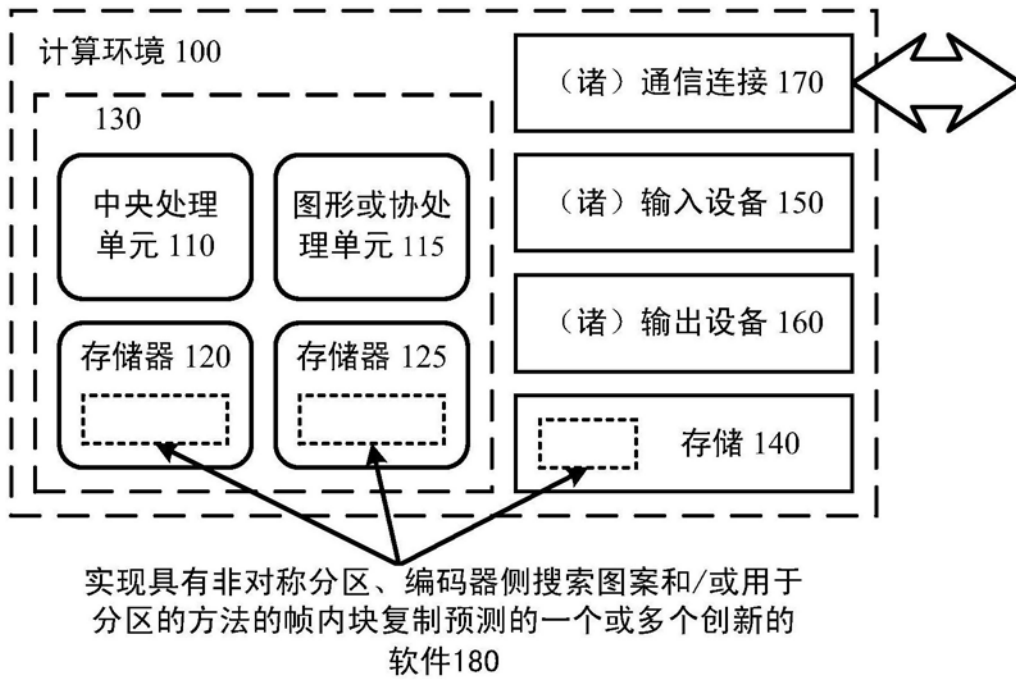 计算环境 100
130
中央处理
单元 110
图形或协处
理单元 115
存储器 120
存储器 125
（诸）通信连接 170
（诸）输入设备 150
（诸）输出设备 160
存储 140
实现具有非对称分区、编码器侧搜索图案和/或用于
分区的方法的帧内块复制预测的一个或多个创新的
软件180